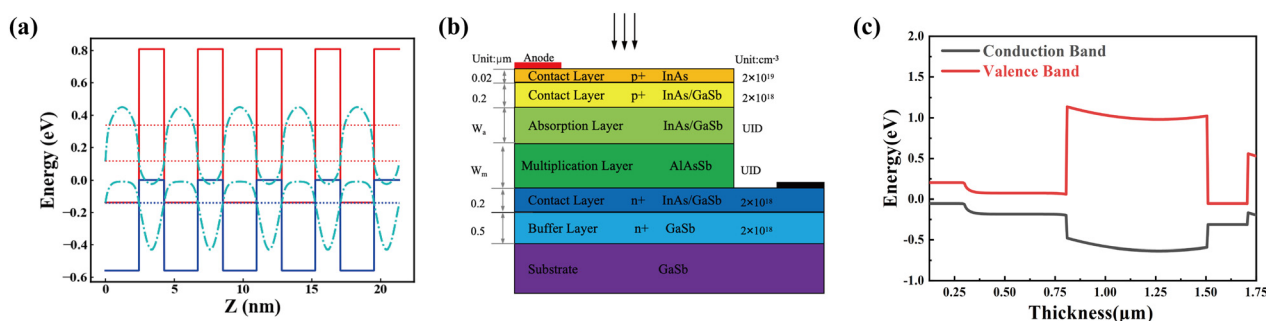 (a)
Energy (eV)
0.8
0.6
0.4
0.2
0.0
−0.2
−0.4
−0.6
0
5
10
15
20
Z (nm)
(b)
Unit:µm
Anode
Unit:cm-3
0.02
Contact Layer p+ InAs
2×10¹⁹
0.2
Contact Layer p+ InAs/GaSb
2×10¹⁸
Wa
Absorption Layer InAs/GaSb
UID
Wm
Multiplication Layer AlAsSb
UID
0.2
Contact Layer n+ InAs/GaSb
2×10¹⁸
0.5
Buffer Layer n+ GaSb
2×10¹⁸
Substrate GaSb
(c)
Energy(eV)
2.0
1.5
1.0
0.5
0.0
-0.5
-1.0
Conduction Band
Valence Band
0.25
0.50
0.75
1.00
1.25
1.50
1.75
Thickness(µm)